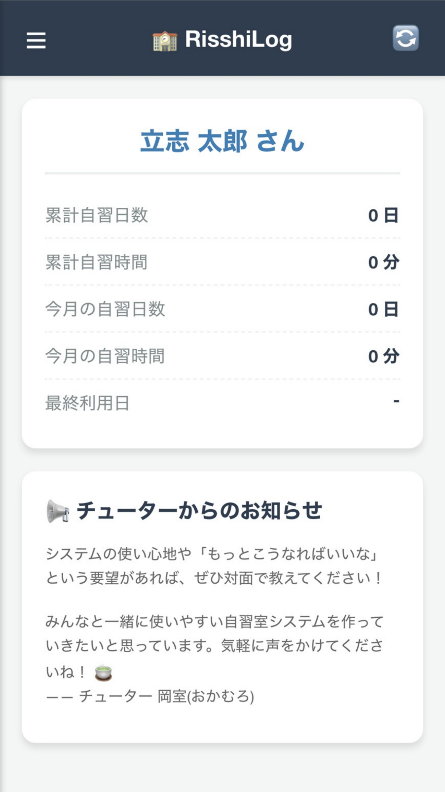 RisshiLog
立志 太郎 さん
累計自習日数 0 日
累計自習時間 0 分
今月の自習日数 0 日
今月の自習時間 0 分
最終利用日 -
チューターからのお知らせ
システムの使い心地や「もっとこうなればいいな」
という要望があれば、ぜひ対面で教えてください！
みんなと一緒に使いやすい自習室システムを作って
いきたいと思っています。気軽に声をかけてくださ
いね！ 🍵
—— チューター 岡室(おかむろ)